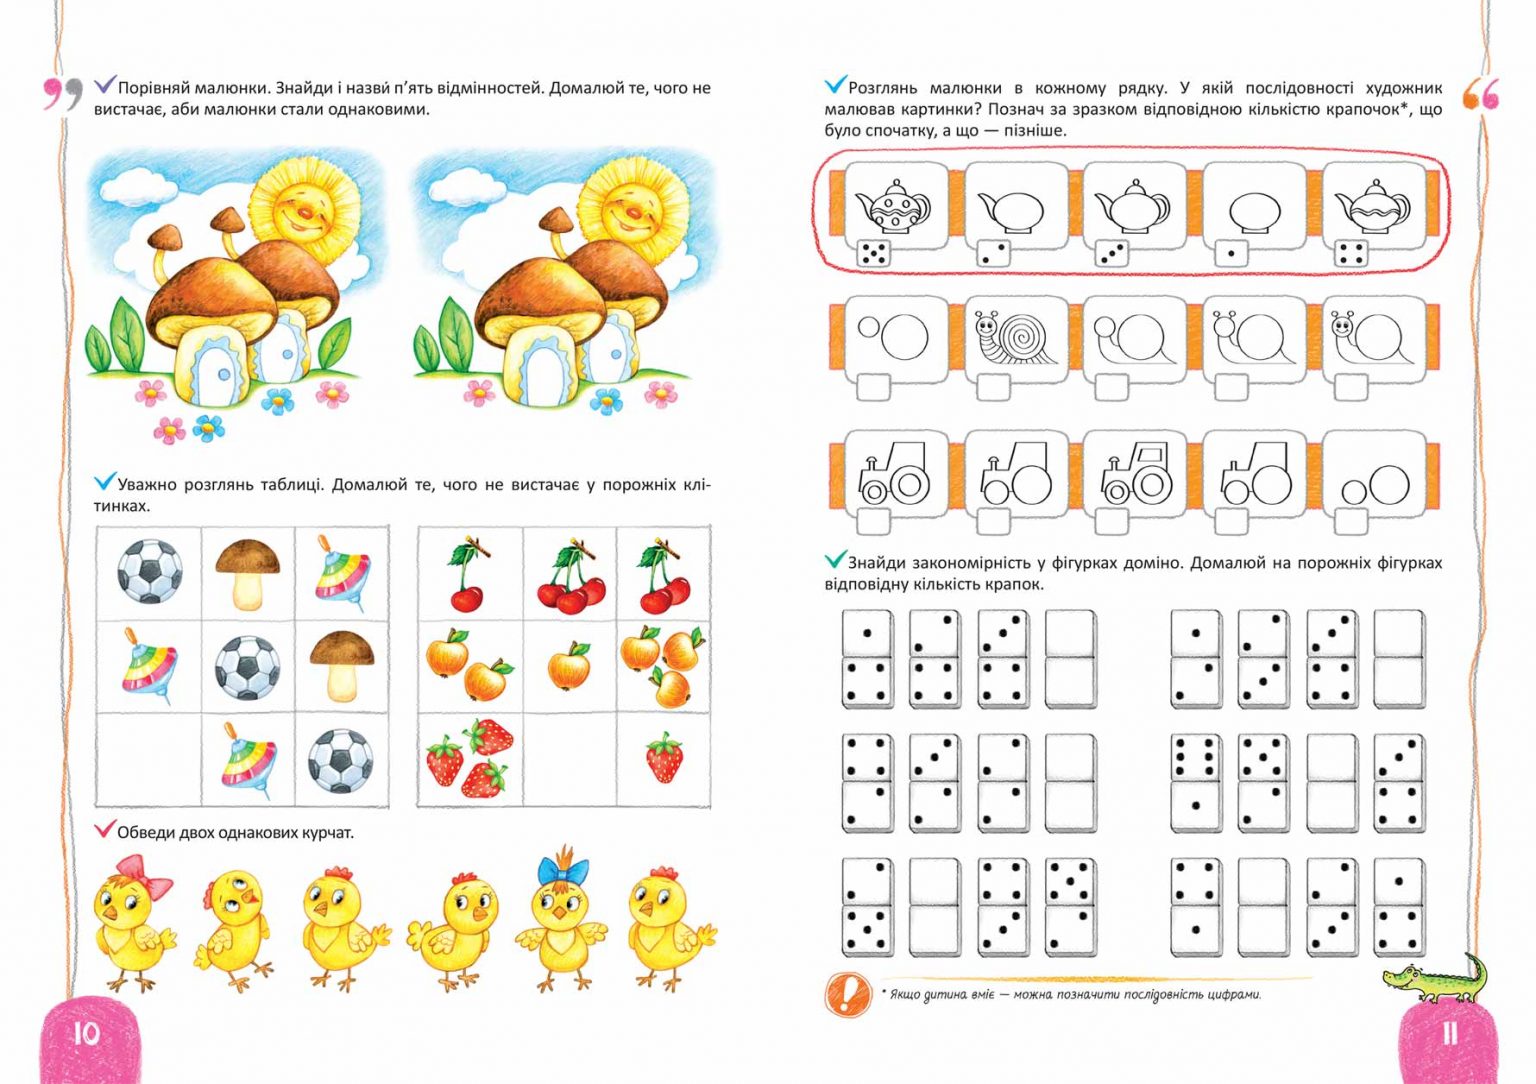 Порівняй малюнки. Знайди і назви́ п’ять відмінностей. Домалюй те, чого не
вистачає, аби малюнки стали однаковими.
Уважно розглянь таблиці. Домалюй те, чого не вистачає у порожніх клі-
тинках.
Обведи двох однакових курчат.
10
Розглянь малюнки в кожному рядку. У якій послідовності художник
малював картинки? Познач за зразком відповідною кількістю крапочок*, що
було спочатку, а що — пізніше.
Знайди закономірність у фігурках доміно. Домалюй на порожніх фігурках
відповідну кількість крапок.
* Якщо дитина вміє — можна позначити послідовність цифрами.
11